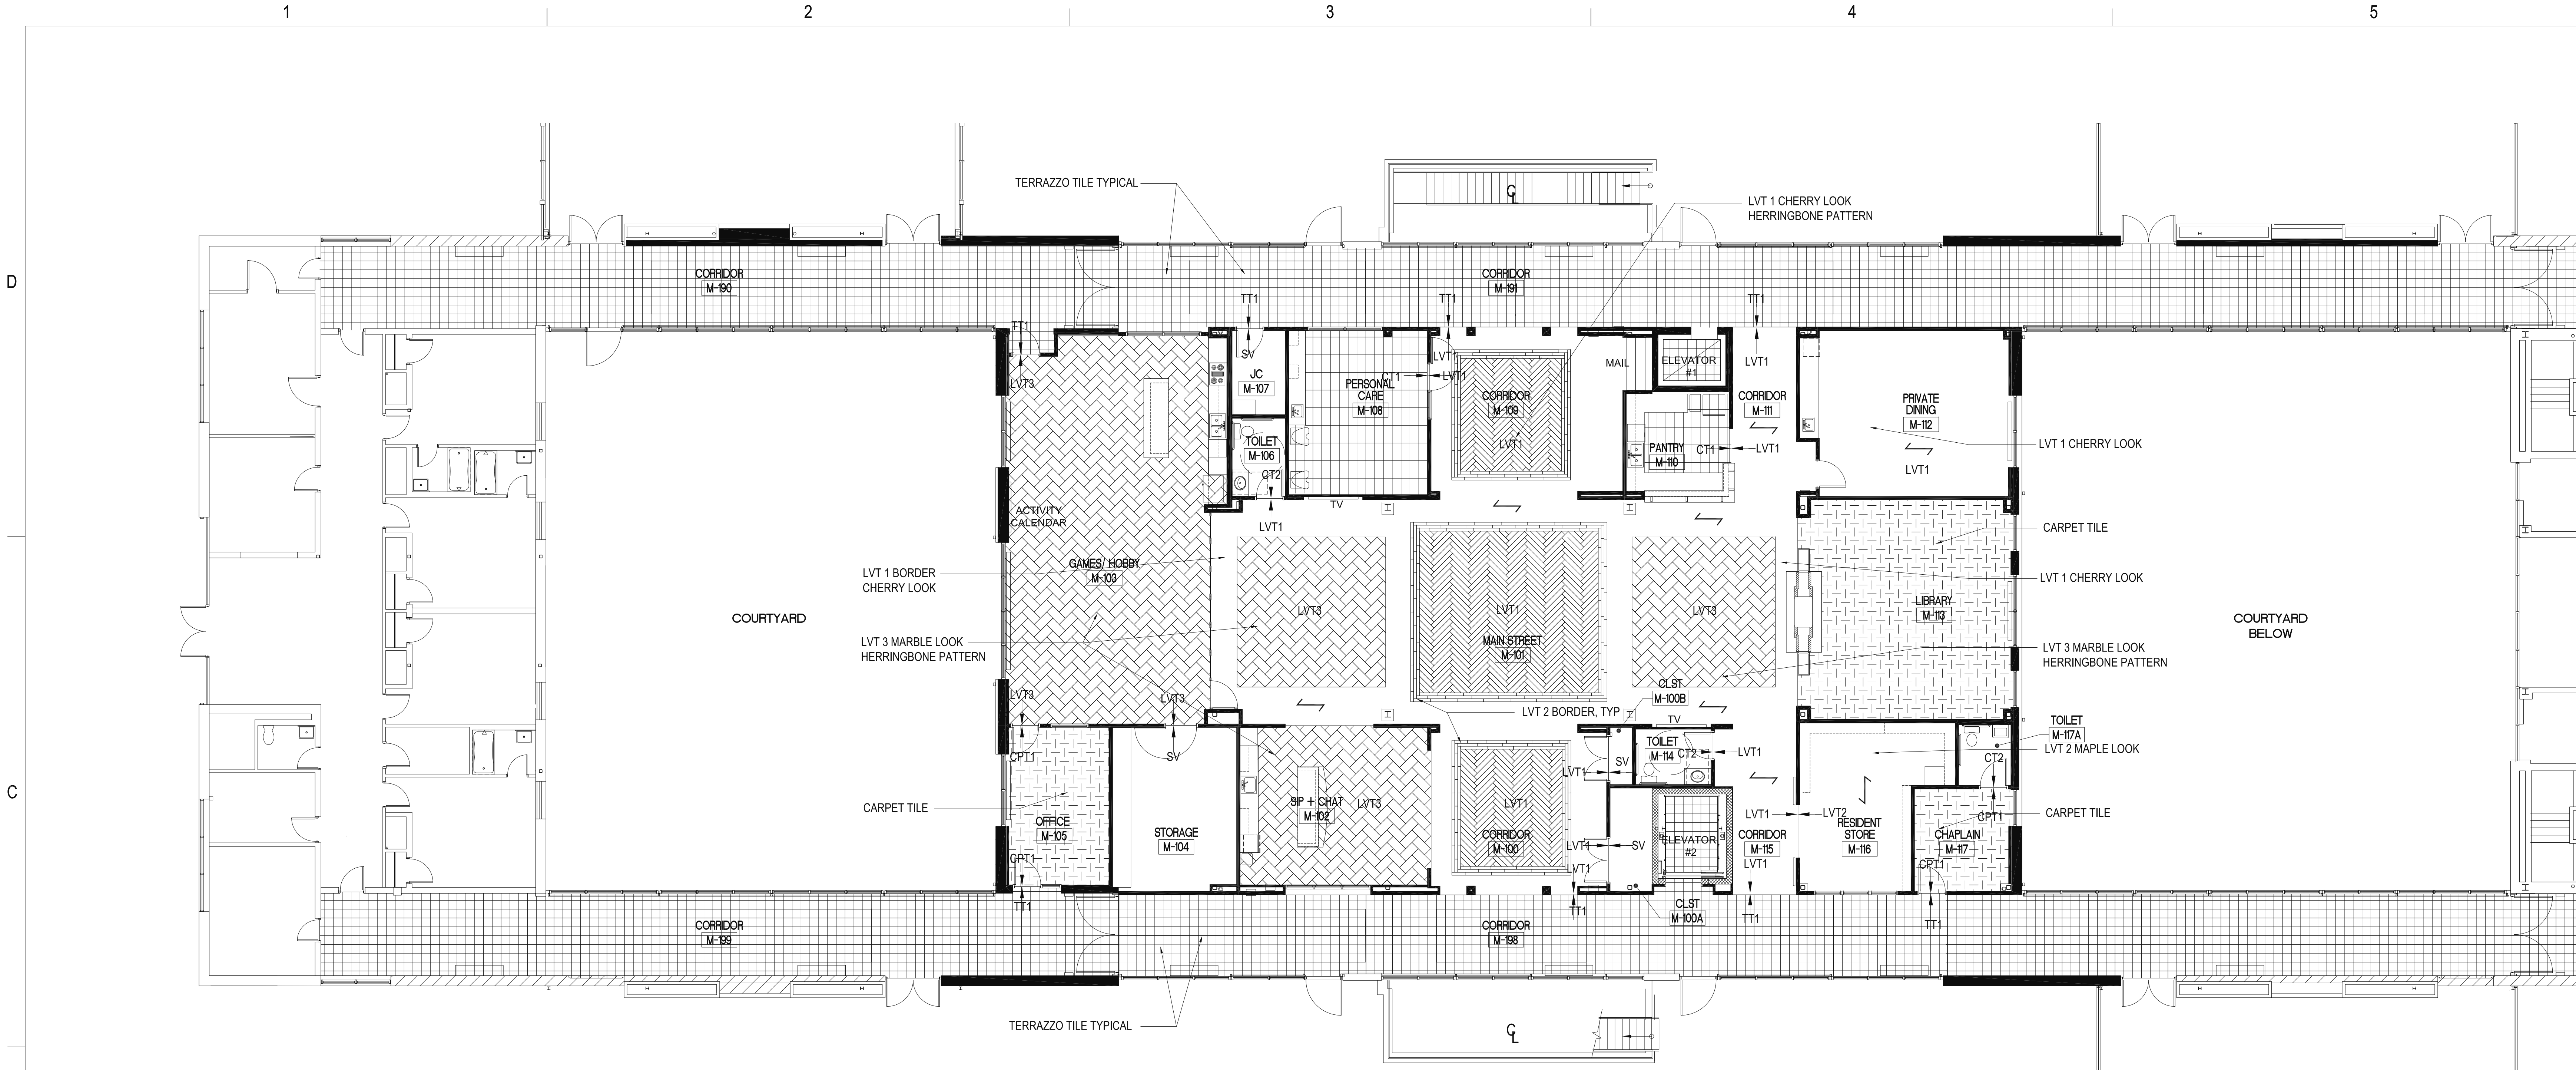 1
2
3
4
5
TERRAZZO TILE TYPICAL
CL
LVT 1 CHERRY LOOK
HERRINGBONE PATTERN
D
CORRIDOR
M-190
CORRIDOR
M-191
TT1
TT1
TT1
TT1
LVT3
SV
JC
M-107
PERSONAL
CARE
M-108
CT1
LVT1
LVT1
CORRIDOR
M-109
LVT1
MAIL
ELEVATOR
#1
LVT1
CORRIDOR
M-111
PRIVATE
DINING
M-112
LVT1
LVT 1 CHERRY LOOK
TOILET
M-106
CT2
LVT1
PANTRY
M-110
CT1
LVT1
TV
ACTIVITY
CALENDAR
CARPET TILE
GAMES/ HOBBY
M-103
LVT 1 BORDER
CHERRY LOOK
LVT 1 CHERRY LOOK
COURTYARD
LVT3
LVT1
MAIN STREET
M-101
LVT3
LIBRARY
M-113
COURTYARD
BELOW
LVT 3 MARBLE LOOK
HERRINGBONE PATTERN
LVT 3 MARBLE LOOK
HERRINGBONE PATTERN
LVT3
LVT3
CLST
M-100B
LVT 2 BORDER, TYP
TV
TOILET
M-117A
LVT 2 MAPLE LOOK
CPT1
SV
LVT1
SV
TOILET
M-114
CT2
LVT1
CT2
C
CARPET TILE
OFFICE
M-105
STORAGE
M-104
SIP + CHAT
M-102
LVT3
LVT1
CORRIDOR
M-100
LVT1
LVT1
SV
ELEVATOR
#2
CORRIDOR
M-115
LVT1
LVT1
LVT2
RESIDENT
STORE
M-116
CPT1
CHAPLAIN
M-117
CPT1
CARPET TILE
CPT1
TT1
TT1
CLST
M-100A
TT1
TT1
CORRIDOR
M-199
CORRIDOR
M-198
TERRAZZO TILE TYPICAL
CL